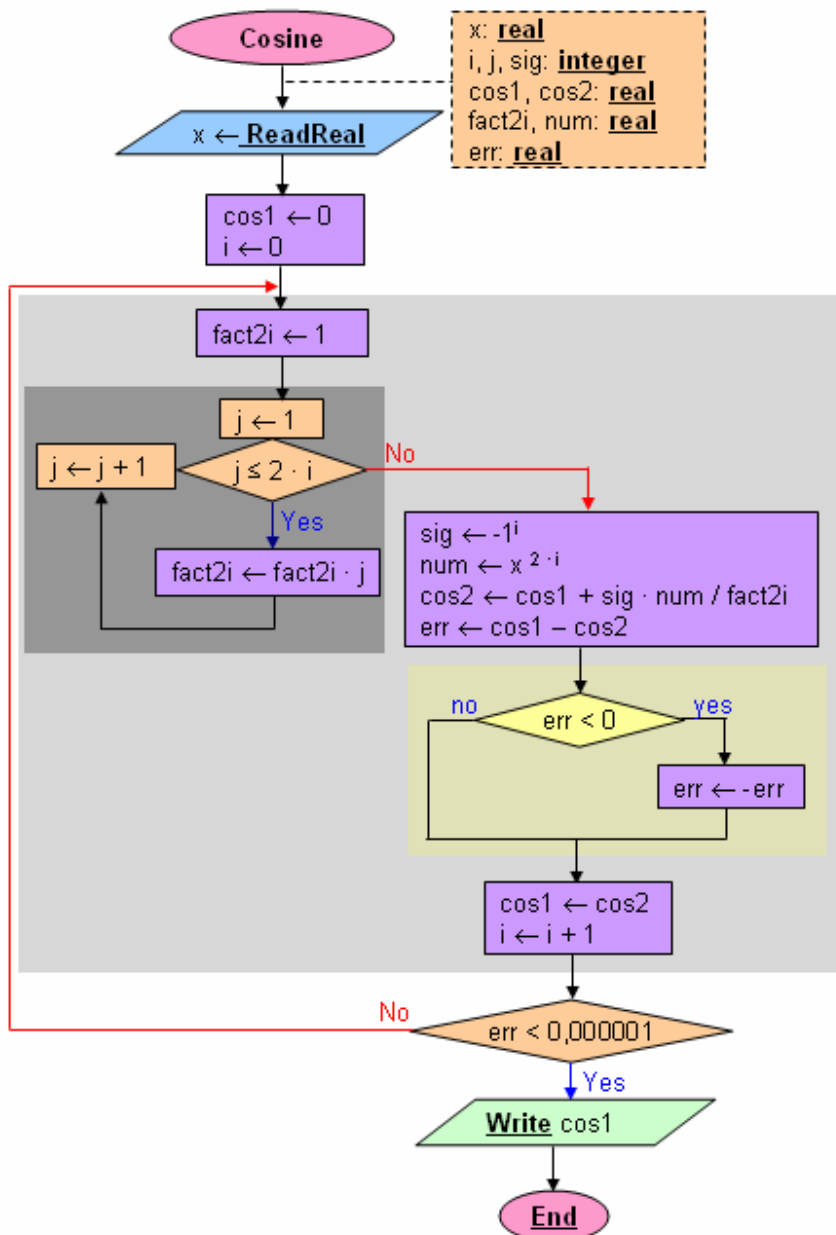 Cosine
x: real
i, j, sig: integer
cos1, cos2: real
fact2i, num: real
err: real
x ← ReadReal
cos1 ← 0
i ← 0
fact2i ← 1
j ← 1
j ← j + 1
j ≤ 2 · i
No
Yes
fact2i ← fact2i · j
sig ← -1ⁱ
num ← x ² ˙ ⁱ
cos2 ← cos1 + sig · num / fact2i
err ← cos1 – cos2
no
err < 0
yes
err ← -err
cos1 ← cos2
i ← i + 1
No
err < 0,000001
Yes
Write cos1
End